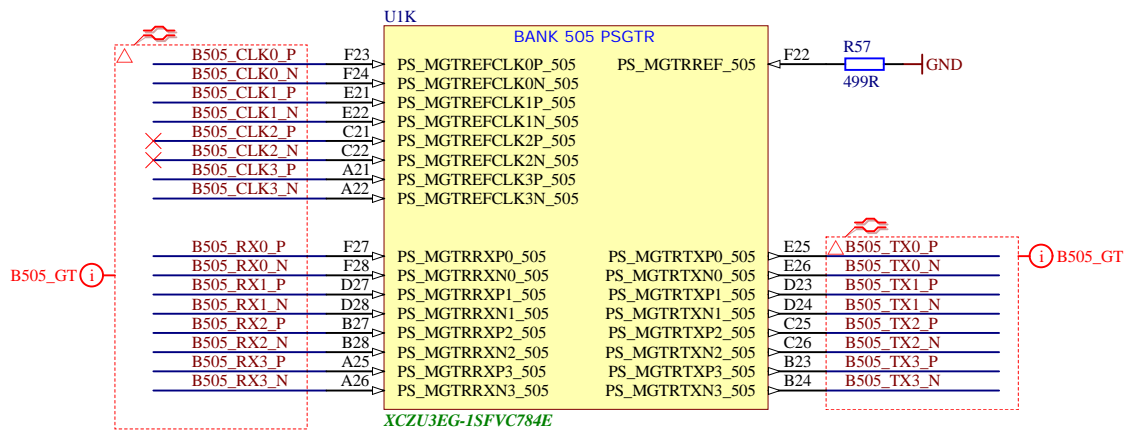 U1K
BANK 505 PSGTR
B505_CLK0_P F23 PS_MGTREFCLK0P_505 PS_MGTRREF_505 F22 R57 499R GND
B505_CLK0_N F24 PS_MGTREFCLK0N_505
B505_CLK1_P E21 PS_MGTREFCLK1P_505
B505_CLK1_N E22 PS_MGTREFCLK1N_505
B505_CLK2_P C21 PS_MGTREFCLK2P_505
B505_CLK2_N C22 PS_MGTREFCLK2N_505
B505_CLK3_P A21 PS_MGTREFCLK3P_505
B505_CLK3_N A22 PS_MGTREFCLK3N_505
B505_RX0_P F27 PS_MGTRRXP0_505 PS_MGTRTXP0_505 E25 B505_TX0_P
B505_GT i B505_RX0_N F28 PS_MGTRRXN0_505 PS_MGTRTXN0_505 E26 B505_TX0_N i B505_GT
B505_RX1_P D27 PS_MGTRRXP1_505 PS_MGTRTXP1_505 D23 B505_TX1_P
B505_RX1_N D28 PS_MGTRRXN1_505 PS_MGTRTXN1_505 D24 B505_TX1_N
B505_RX2_P B27 PS_MGTRRXP2_505 PS_MGTRTXP2_505 C25 B505_TX2_P
B505_RX2_N B28 PS_MGTRRXN2_505 PS_MGTRTXN2_505 C26 B505_TX2_N
B505_RX3_P A25 PS_MGTRRXP3_505 PS_MGTRTXP3_505 B23 B505_TX3_P
B505_RX3_N A26 PS_MGTRRXN3_505 PS_MGTRTXN3_505 B24 B505_TX3_N
XCZU3EG-1SFVC784E